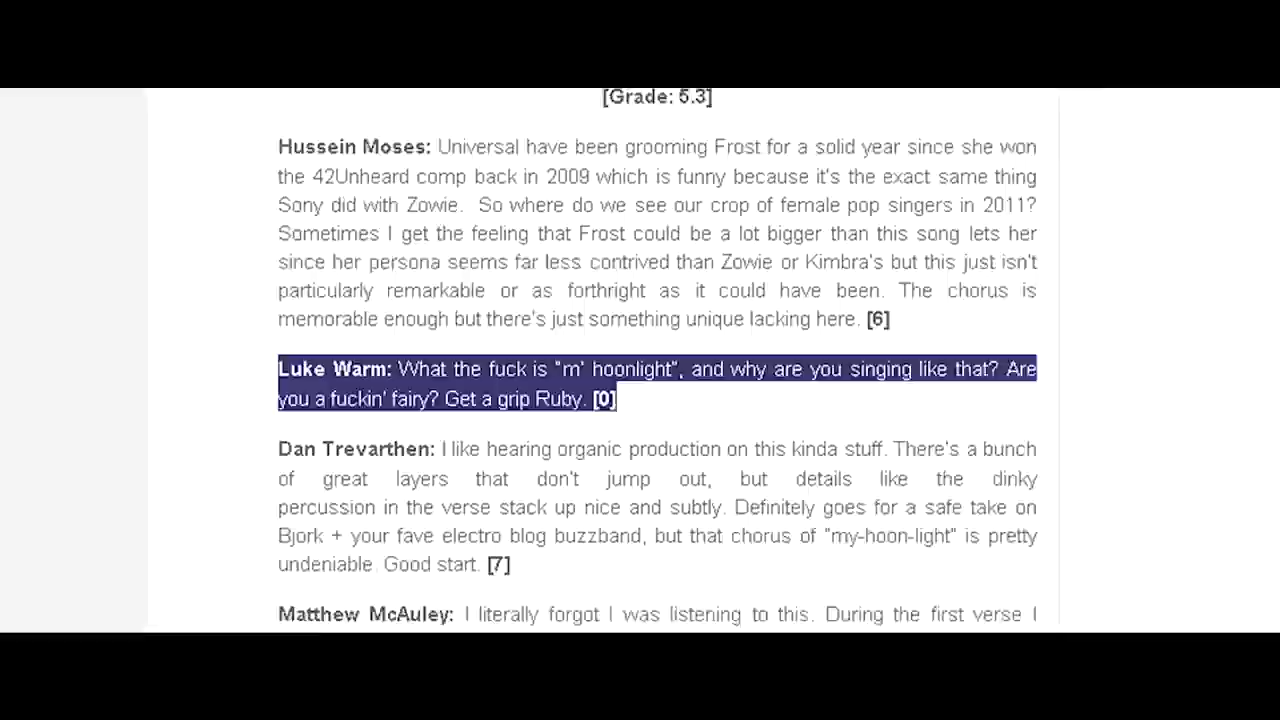 [Grade: 5.3]
Hussein Moses: Universal have been grooming Frost for a solid year since she won
the 42Unheard comp back in 2009 which is funny because it's the exact same thing
Sony did with Zowie. So where do we see our crop of female pop singers in 2011?
Sometimes I get the feeling that Frost could be a lot bigger than this song lets her
since her persona seems far less contrived than Zowie or Kimbra's but this just isn't
particularly remarkable or as forthright as it could have been. The chorus is
memorable enough but there's just something unique lacking here. [6]
Luke Warm: What the fuck is "m' hoonlight", and why are you singing like that? Are
you a fuckin' fairy? Get a grip Ruby. [0]
Dan Trevarthen: I like hearing organic production on this kinda stuff. There's a bunch
of great layers that don't jump out, but details like the dinky
percussion in the verse stack up nice and subtly. Definitely goes for a safe take on
Bjork + your fave electro blog buzzband, but that chorus of "my-hoon-light" is pretty
undeniable. Good start. [7]
Matthew McAuley: I literally forgot I was listening to this. During the first verse I